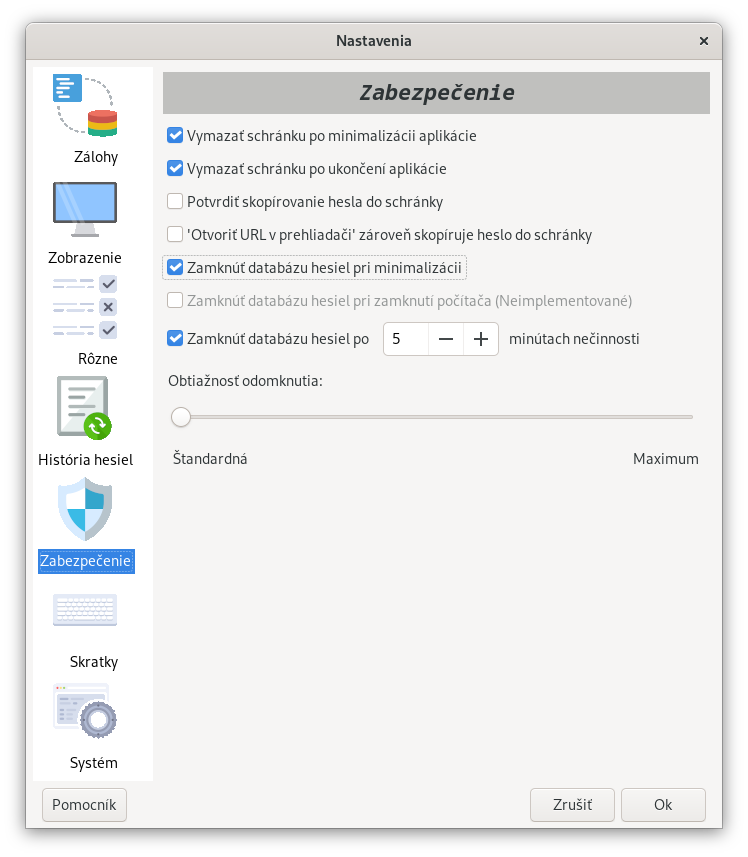 Nastavenia
Zálohy
Zobrazenie
Rôzne
História hesiel
Zabezpečenie
Skratky
Systém
Zabezpečenie
Vymazať schránku po minimalizácii aplikácie
Vymazať schránku po ukončení aplikácie
Potvrdiť skopírovanie hesla do schránky
'Otvoriť URL v prehliadači' zároveň skopíruje heslo do schránky
Zamknúť databázu hesiel pri minimalizácii
Zamknúť databázu hesiel pri zamknutí počítača (Neimplementované)
Zamknúť databázu hesiel po 5 minútach nečinnosti
Obtiažnosť odomknutia:
Štandardná Maximum
Pomocník Zrušiť Ok